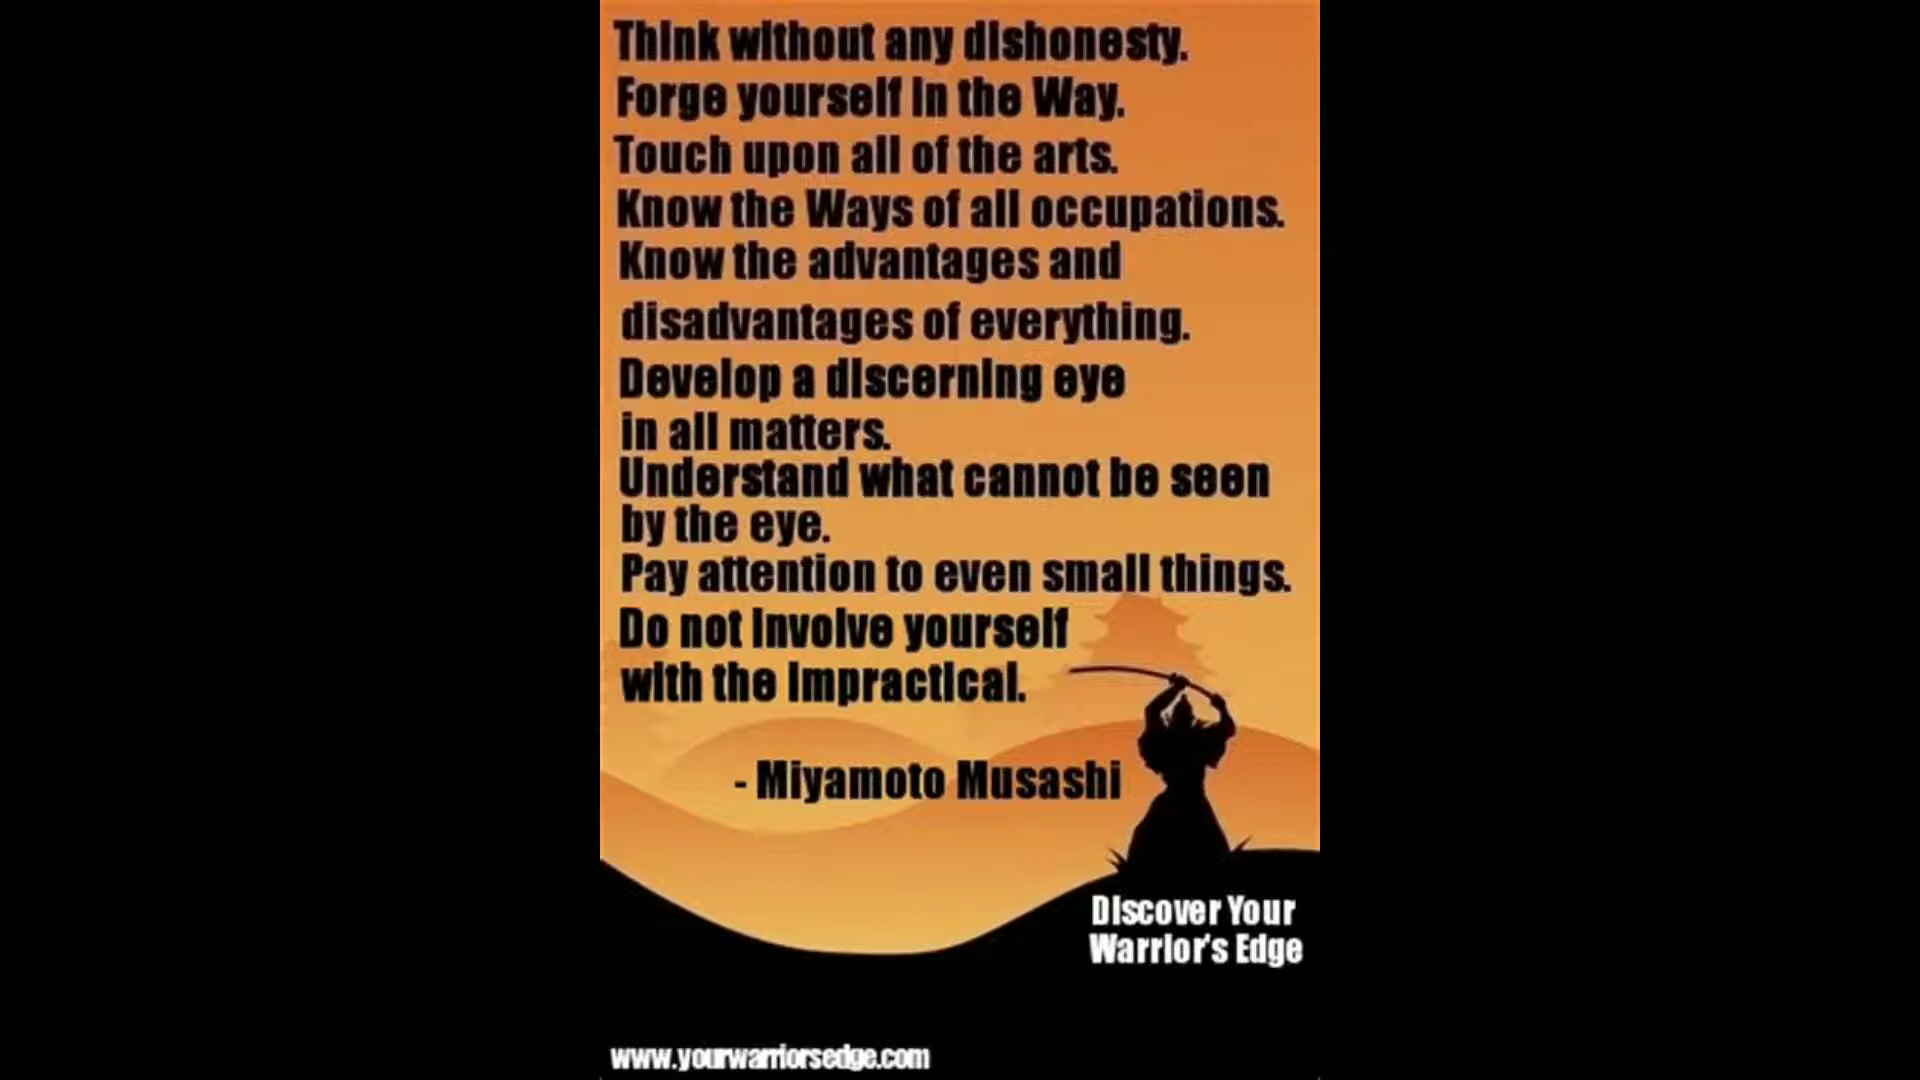 Think without any dishonesty.
Forge yourself in the Way.
Touch upon all of the arts.
Know the Ways of all occupations.
Know the advantages and
disadvantages of everything.
Develop a discerning eye
in all matters.
Understand what cannot be seen
by the eye.
Pay attention to even small things.
Do not involve yourself
with the impractical.
- Miyamoto Musashi
Discover Your
Warrior's Edge
www.yourwarriorsedge.com